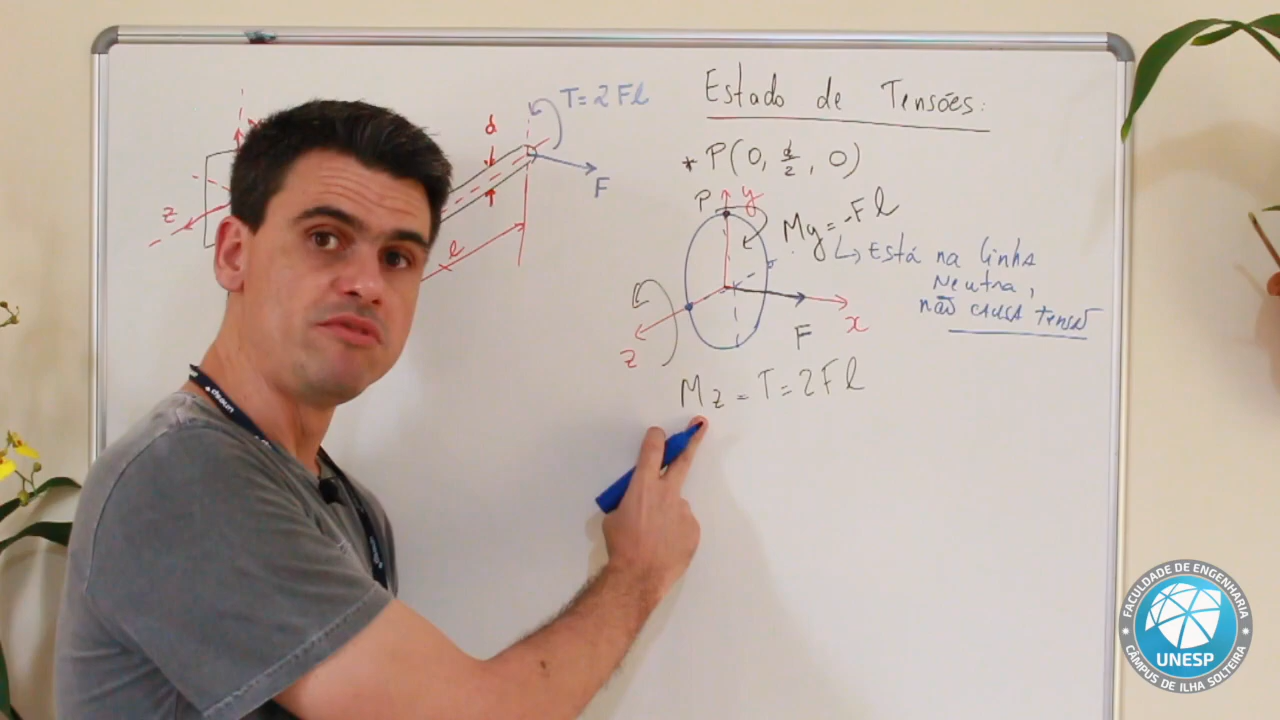 T = 2Fl
d
F
z
l
Estado de Tensões:
* P(0, d/2, 0)
P
y
My = -Fl
↳ Está na linha
Neutra,
não causa tensão
x
F
z
Mz = T = 2Fl
unesp
FACULDADE DE ENGENHARIA
UNESP
CÂMPUS DE ILHA SOLTEIRA